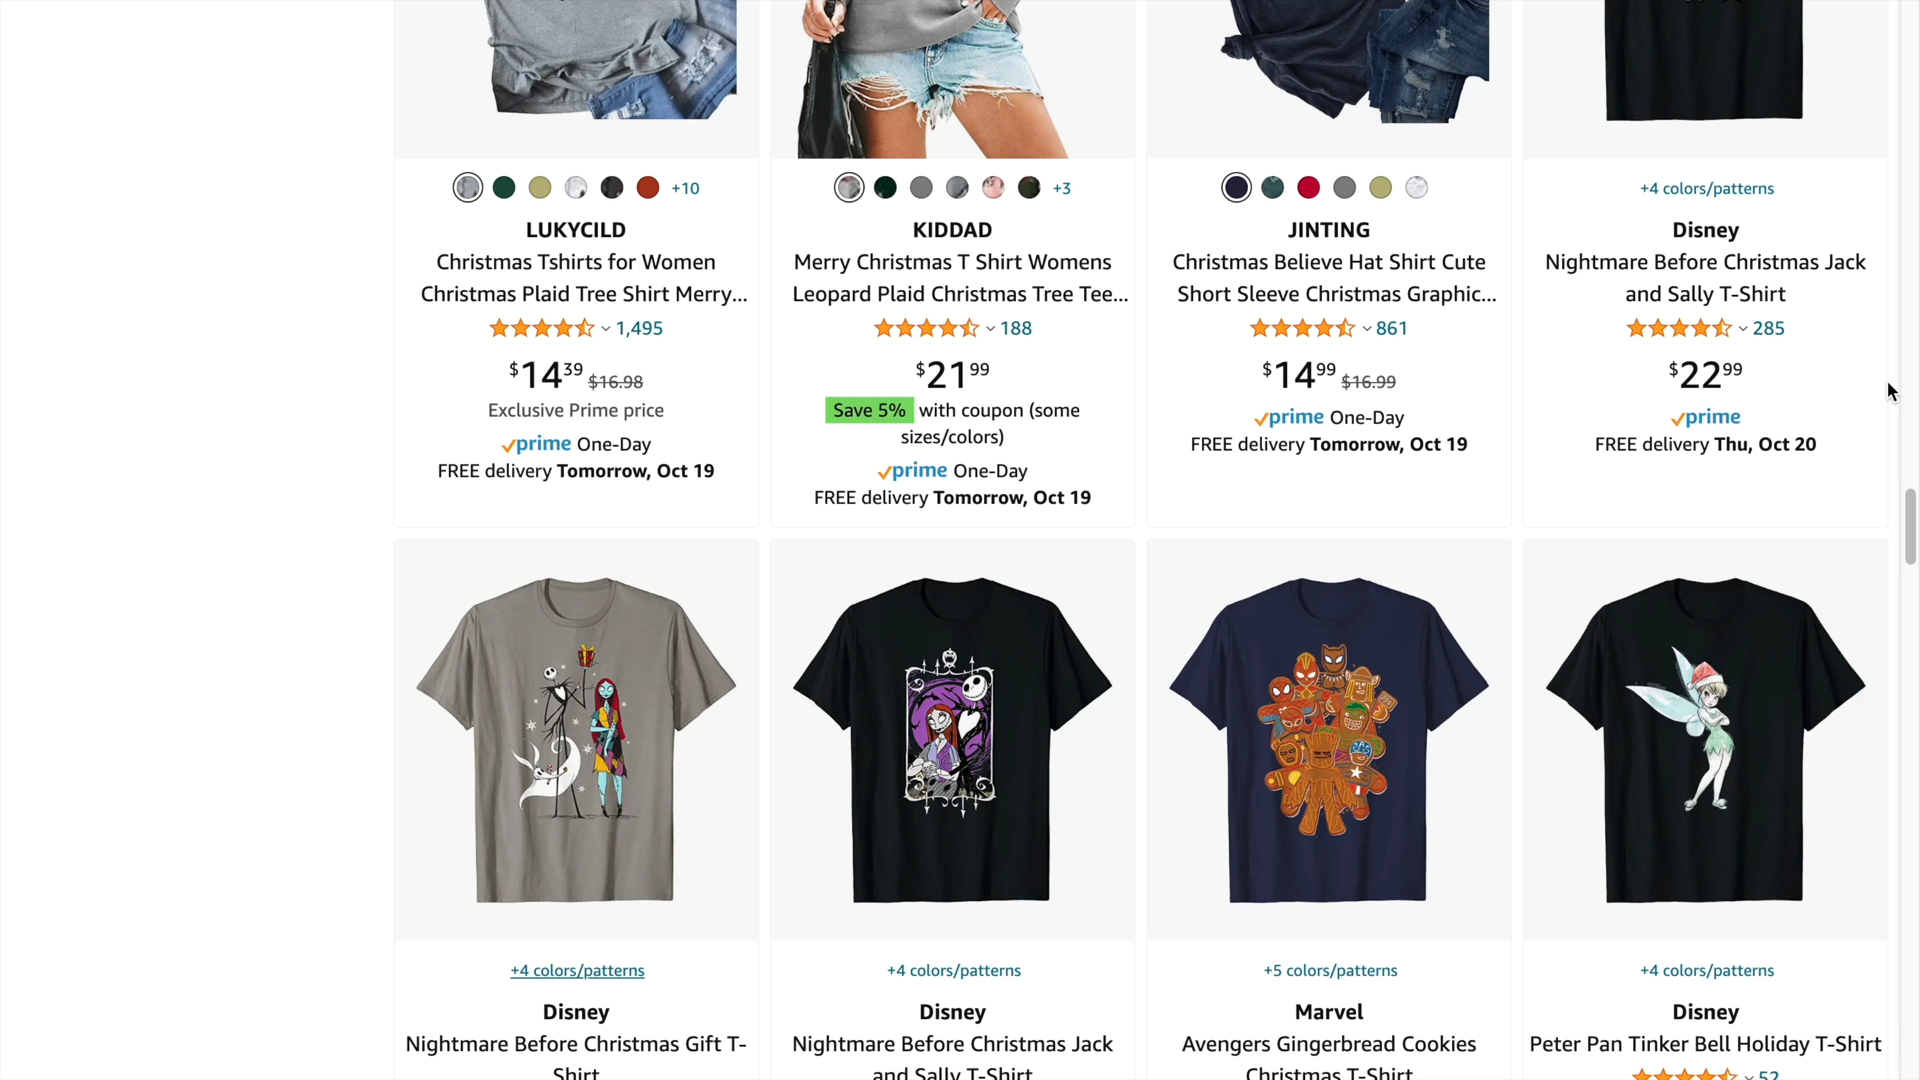 +10
+3
+4 colors/patterns
LUKYCILD
Christmas Tshirts for Women
Christmas Plaid Tree Shirt Merry...
1,495
$14 39 $16.98
Exclusive Prime price
prime One-Day
FREE delivery Tomorrow, Oct 19
KIDDAD
Merry Christmas T Shirt Womens
Leopard Plaid Christmas Tree Tee...
188
$21 99
Save 5% with coupon (some
sizes/colors)
prime One-Day
FREE delivery Tomorrow, Oct 19
JINTING
Christmas Believe Hat Shirt Cute
Short Sleeve Christmas Graphic...
861
$14 99 $16.99
prime One-Day
FREE delivery Tomorrow, Oct 19
Disney
Nightmare Before Christmas Jack
and Sally T-Shirt
285
$22 99
prime
FREE delivery Thu, Oct 20
+4 colors/patterns
Disney
Nightmare Before Christmas Gift T-
Shirt
+4 colors/patterns
Disney
Nightmare Before Christmas Jack
and Sally T-Shirt
+5 colors/patterns
Marvel
Avengers Gingerbread Cookies
Christmas T-Shirt
+4 colors/patterns
Disney
Peter Pan Tinker Bell Holiday T-Shirt
52